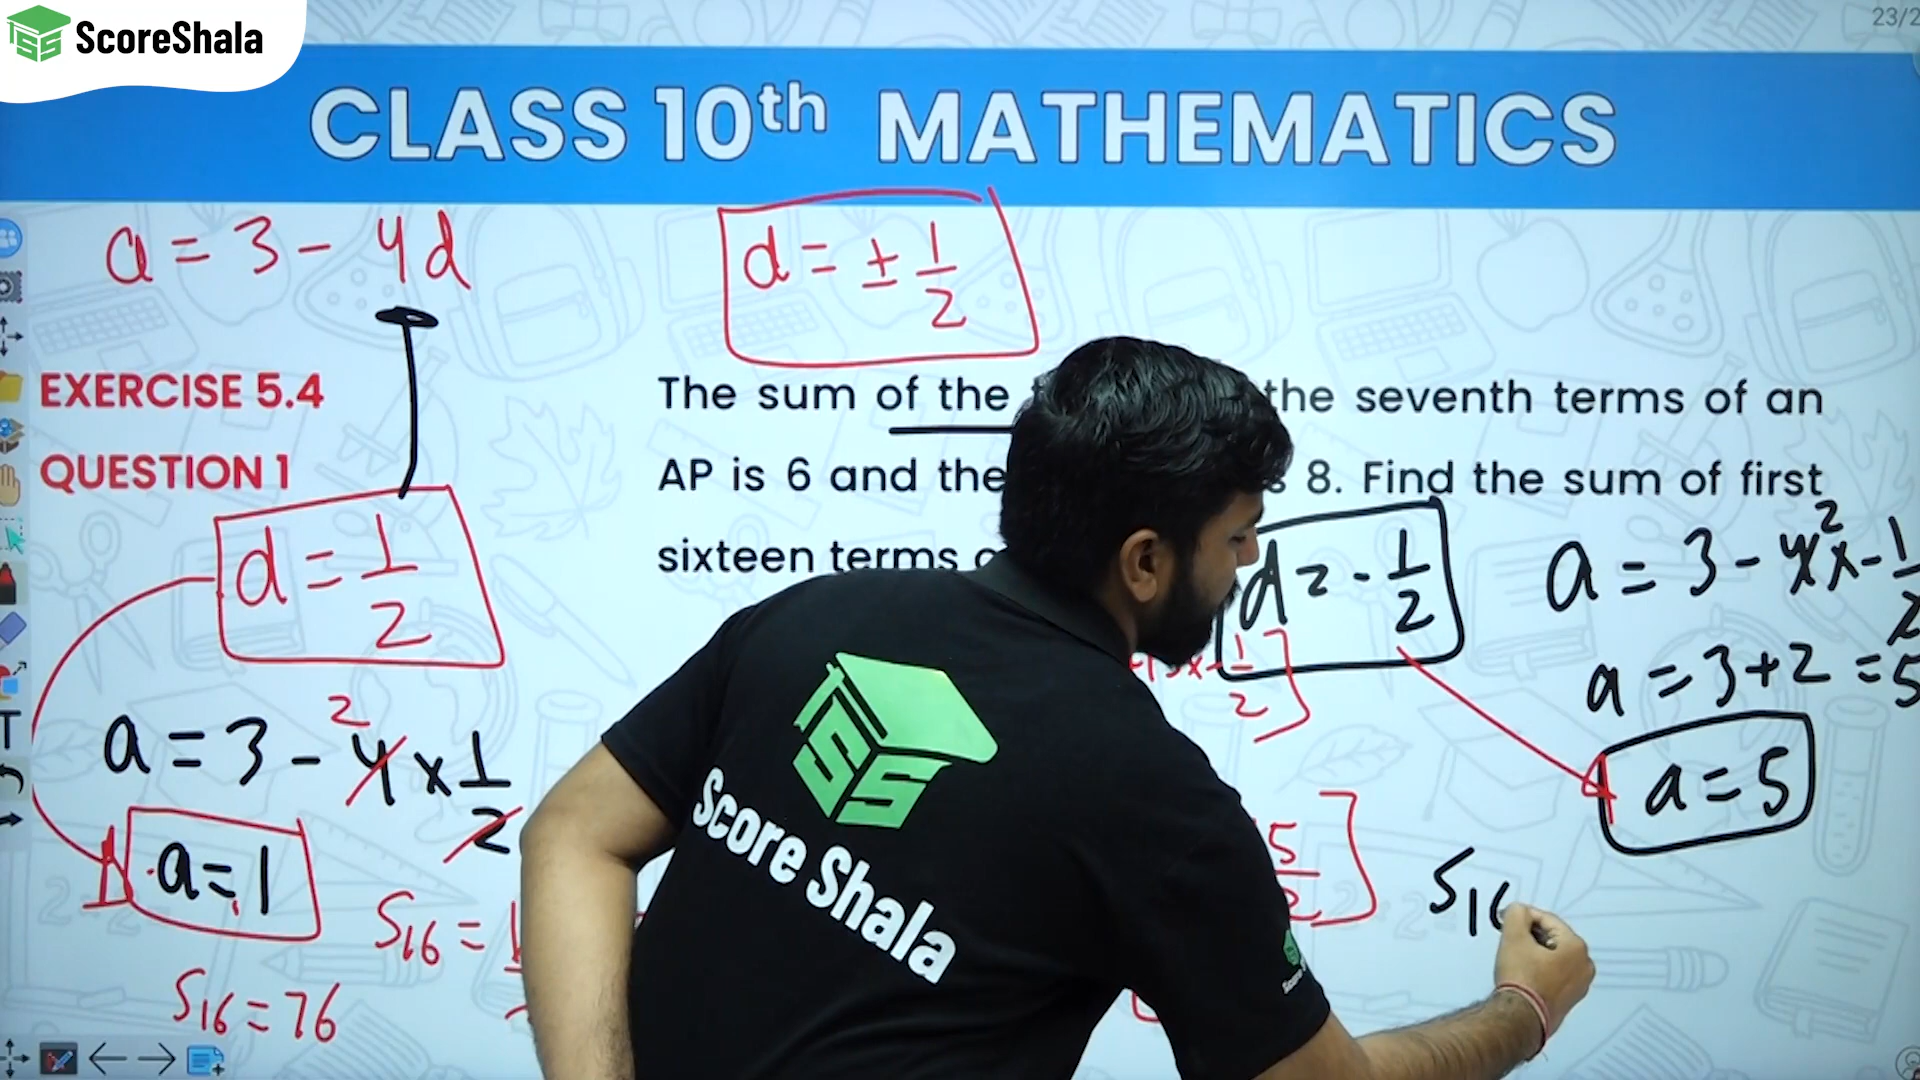 ScoreShala
23/2
CLASS 10th MATHEMATICS
a = 3 - 4d
d = ± 1/2
EXERCISE 5.4
QUESTION 1
The sum of the the seventh terms of an
AP is 6 and the 8. Find the sum of first
sixteen terms
d = 1/2
d = - 1/2
a = 3 - 4 x - 1/2
2
a = 3 + 2 = 5
a = 3 - 4 x 1/2
2
a = 5
a = 1
S16 =
S16 = 76
S16
Score Shala